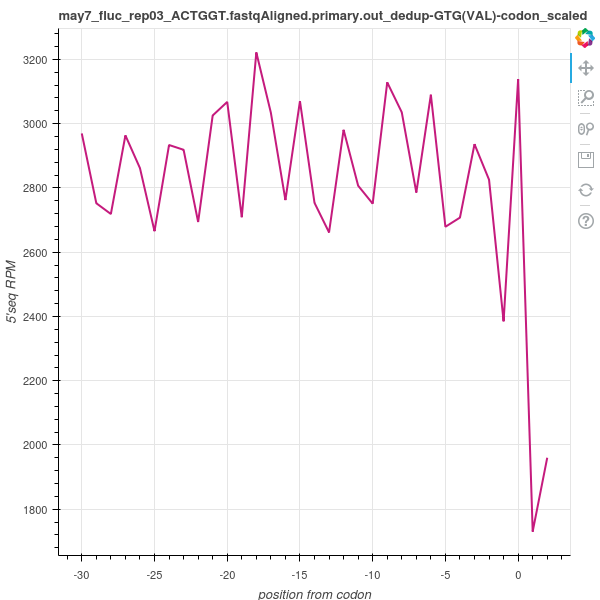 may7_fluc_rep03_ACTGGT.fastqAligned.primary.out_dedup-GTG(VAL)-codon_scaled
3200
3000
2800
2600
2400
2200
2000
1800
5'seq RPM
-30 -25 -20 -15 -10 -5 0
position from codon